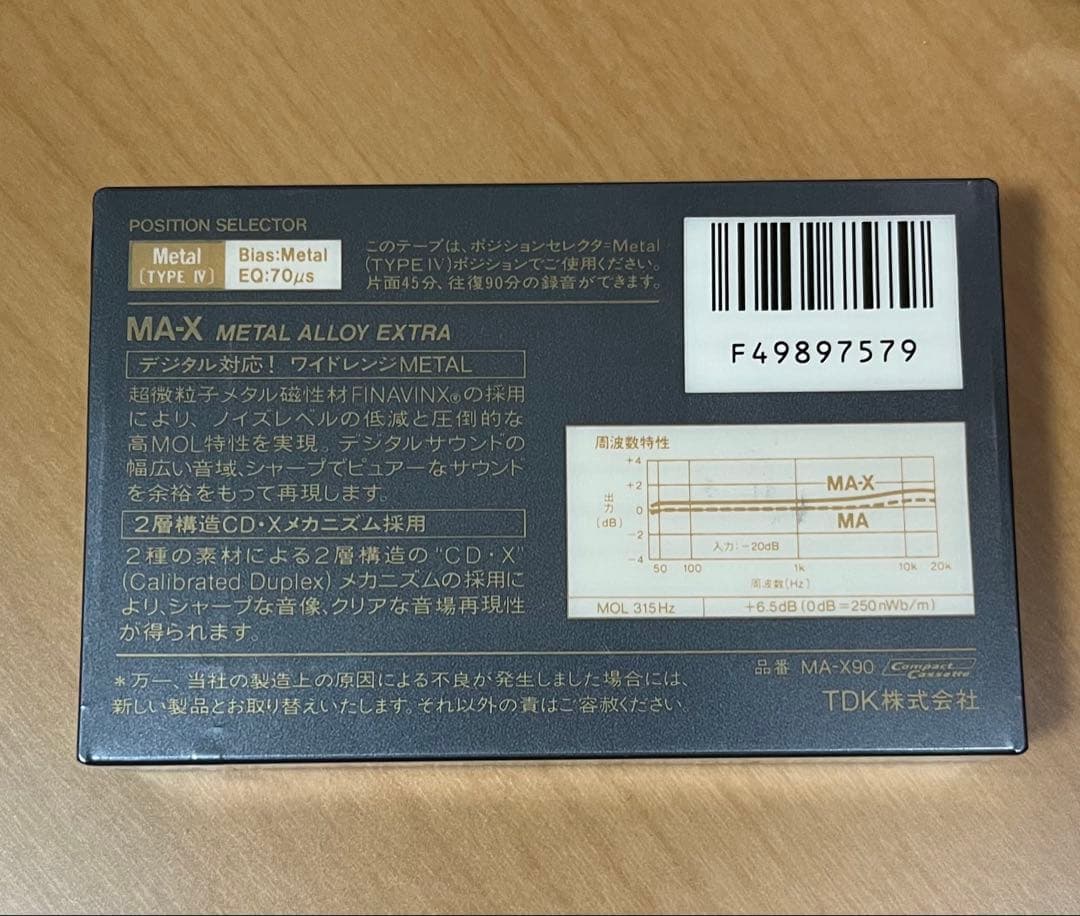 POSITION SELECTOR
Metal
(TYPE IV)
Bias:Metal
EQ:70μs
このテープは、ポジションセレクタ=Metal
(TYPE IV)ポジションでご使用ください。
片面45分、往復90分の録音ができます。
MA-X METAL ALLOY EXTRA
デジタル対応! ワイドレンジMETAL
超微粒子メタル磁性材FINAVINX®の採用
により、ノイズレベルの低減と圧倒的な
高MOL特性を実現。デジタルサウンドの
幅広い音域、シャープでピュアーなサウンド
を余裕をもって再現します。
2層構造CD・Xメカニズム採用
2種の素材による2層構造の“CD・X”
(Calibrated Duplex)メカニズムの採用に
より、シャープな音像、クリアな音場再現性
が得られます。
F49897579
周波数特性
出力
(dB)
+4
+2
0
-2
-4
MA-X
MA
入力:-20dB
50 100 1k 10k 20k
周波数(Hz)
MOL 315Hz +6.5dB(0dB=250nWb/m)
*万一、当社の製造上の原因による不良が発生しました場合には、
新しい製品とお取り替えいたします。それ以外の責はご容赦ください。
品番 MA-X90 Compact Cassette
TDK株式会社